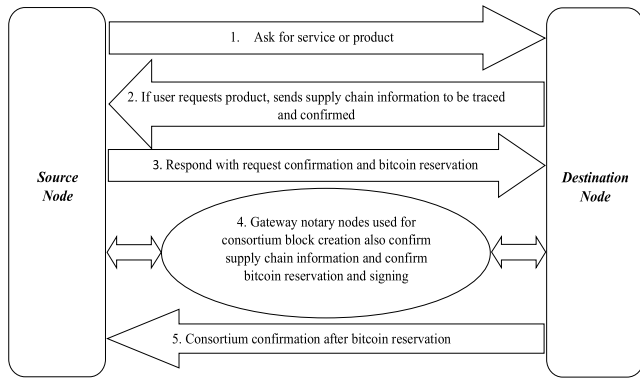 1. Ask for service or product
2. If user requests product, sends supply chain information to be traced
and confirmed
3. Respond with request confirmation and bitcoin reservation
Source
Node
Destination
Node
4. Gateway notary nodes used for
consortium block creation also confirm
supply chain information and confirm
bitcoin reservation and signing
5. Consortium confirmation after bitcoin reservation